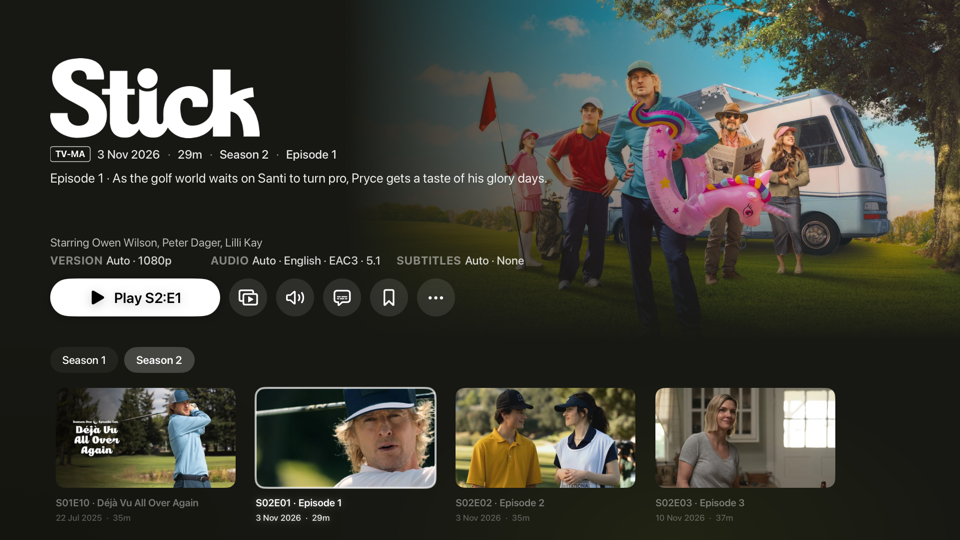 Stick
TV-MA 3 Nov 2026 · 29m · Season 2 · Episode 1
Episode 1 · As the golf world waits on Santi to turn pro, Pryce gets a taste of his glory days.
Starring Owen Wilson, Peter Dager, Lilli Kay
VERSION Auto · 1080p AUDIO Auto · English · EAC3 · 5.1 SUBTITLES Auto · None
Play S2:E1
Season 1 Season 2
Déjà Vu
All Over
Again
S01E10 · Déjà Vu All Over Again
22 Jul 2025 · 35m
S02E01 · Episode 1
3 Nov 2026 · 29m
S02E02 · Episode 2
3 Nov 2026 · 35m
S02E03 · Episode 3
10 Nov 2026 · 37m